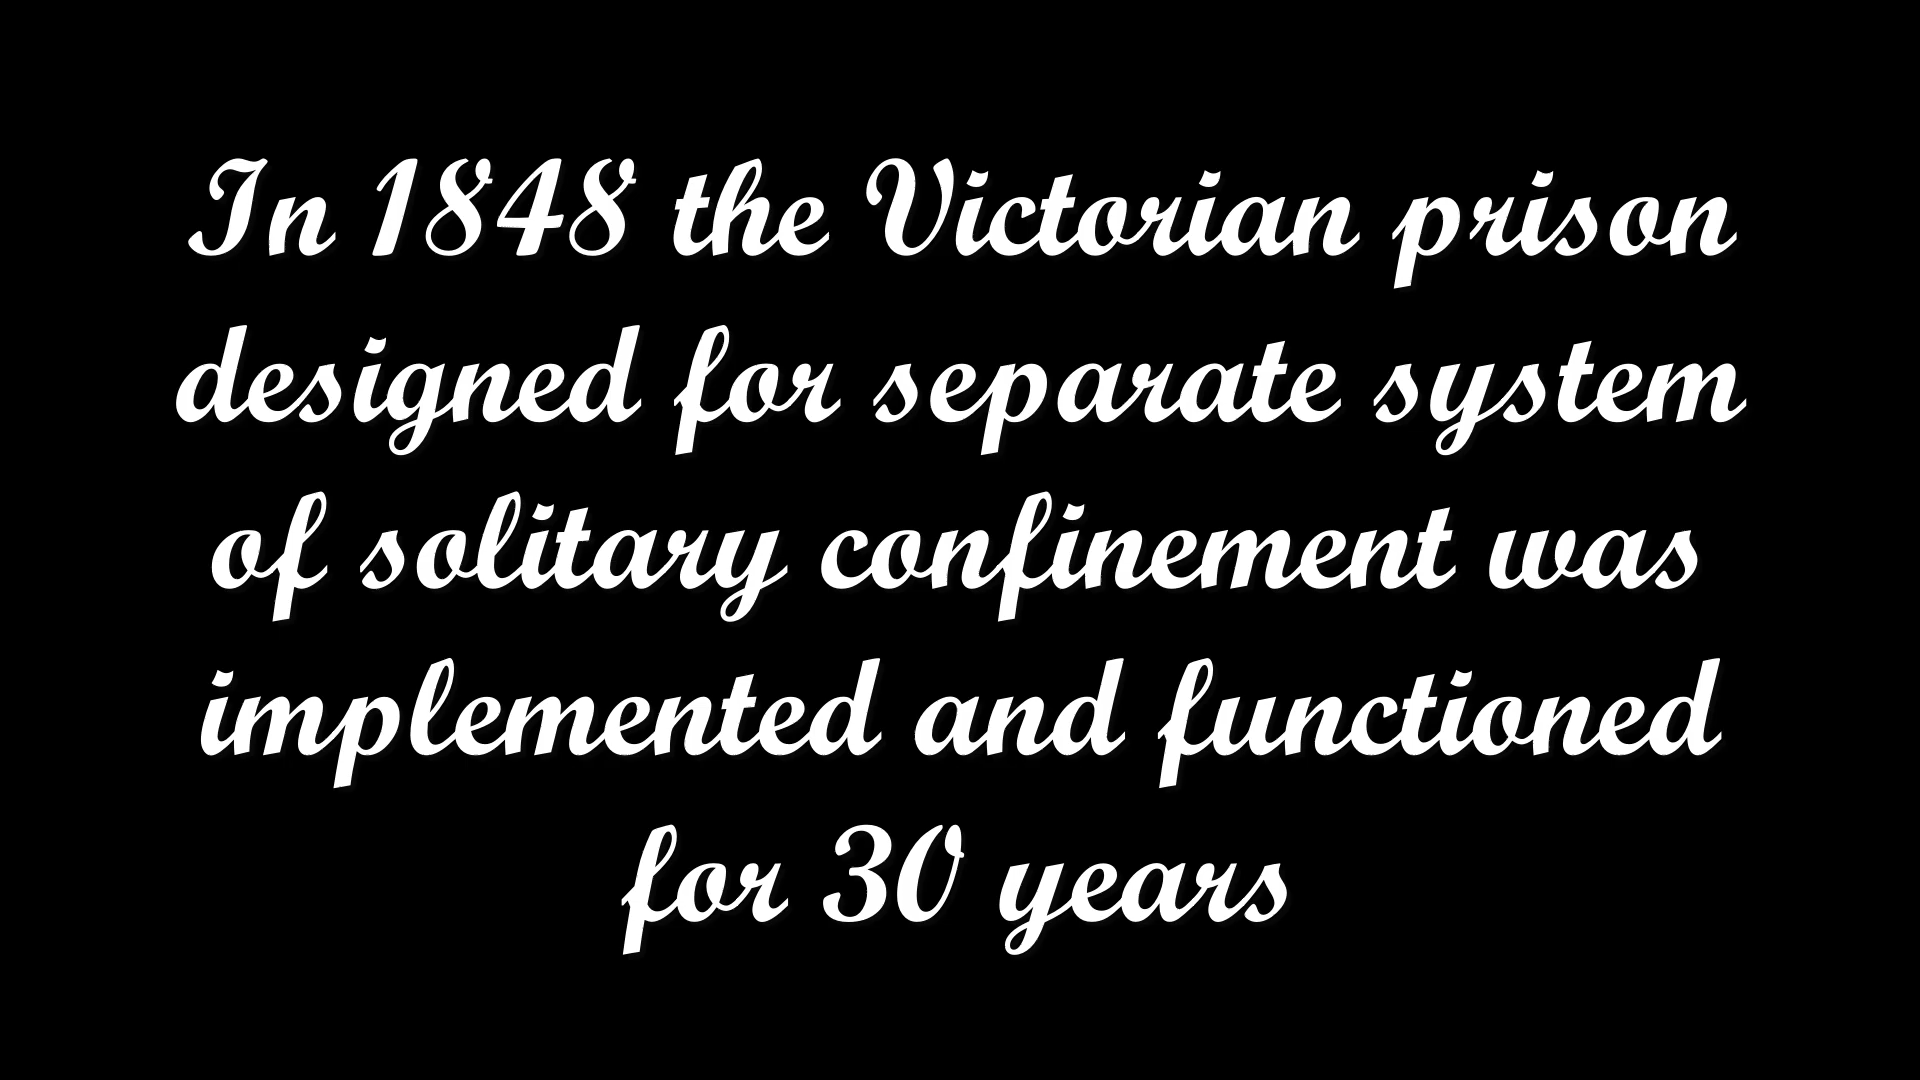 In 1848 the Victorian prison
designed for separate system
of solitary confinement was
implemented and functioned
for 30 years